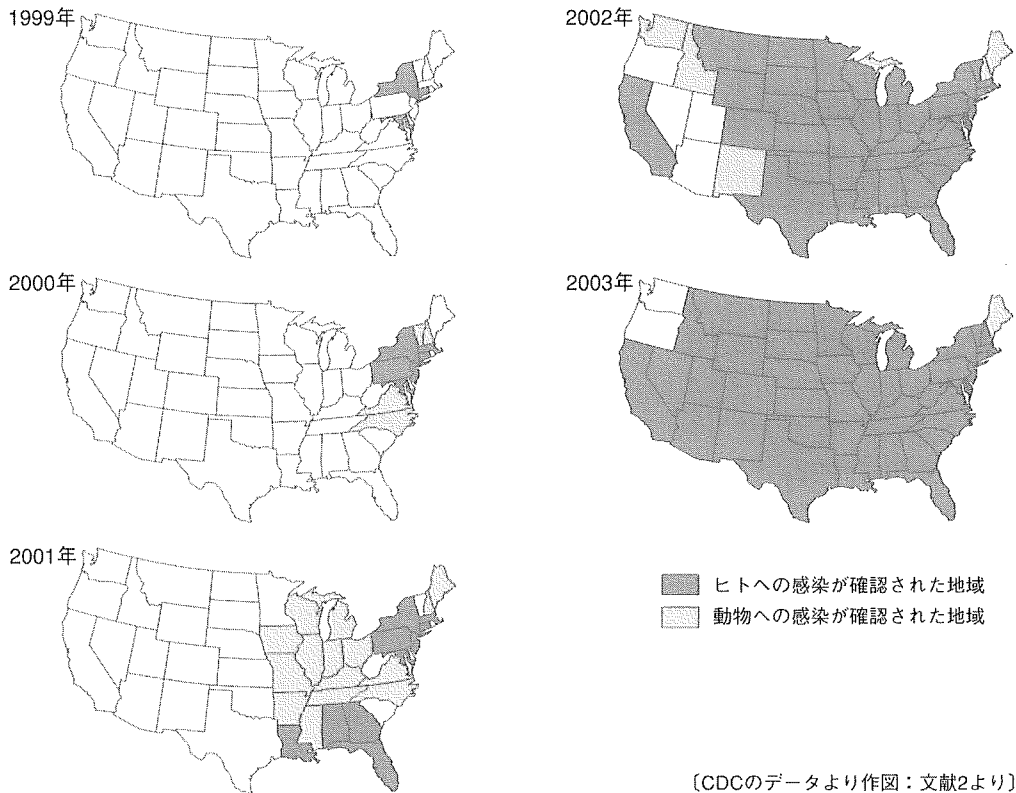 1999年
2002年
2000年
2003年
2001年
ヒトへの感染が確認された地域
動物への感染が確認された地域
〔CDCのデータより作図：文献2より〕